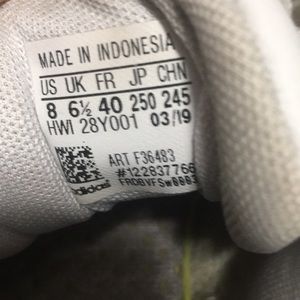 MADE IN INDONESIA
US UK FR JP CHN
8 6½ 40 250 245
HWI 28Y001 03/19
ART F36483
#122837766
adidas